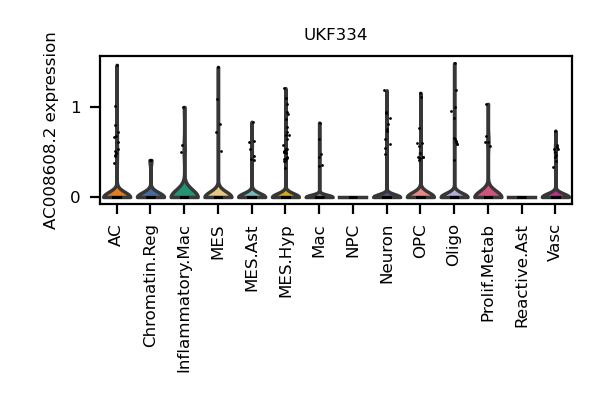 UKF334
AC008608.2 expression
1
0
AC
Chromatin.Reg
Inflammatory.Mac
MES
MES.Ast
MES.Hyp
Mac
NPC
Neuron
OPC
Oligo
Prolif.Metab
Reactive.Ast
Vasc